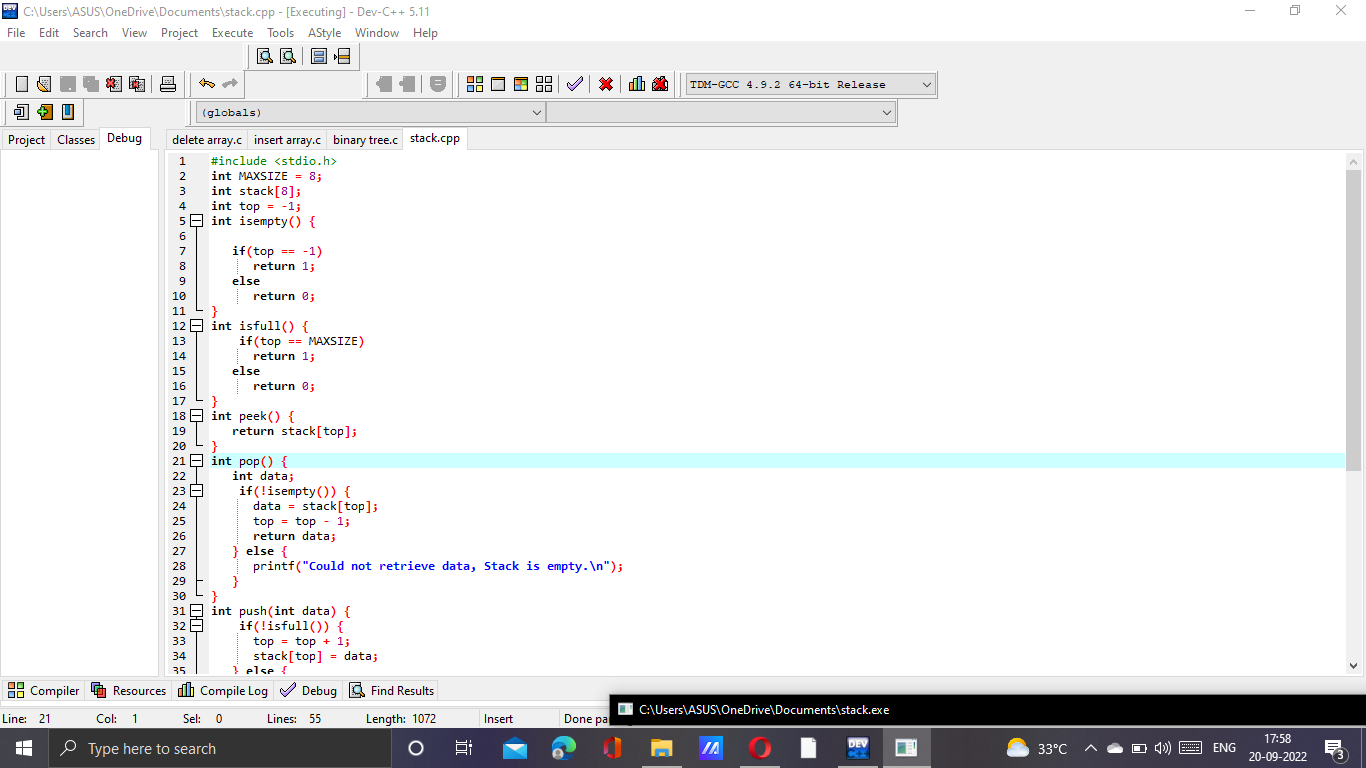 C:\Users\ASUS\OneDrive\Documents\stack.cpp - [Executing] - Dev-C++ 5.11
File Edit Search View Project Execute Tools AStyle Window Help
TDM-GCC 4.9.2 64-bit Release
(globals)
Project Classes Debug
delete array.c insert array.c binary tree.c stack.cpp
1 #include <stdio.h>
2 int MAXSIZE = 8;
3 int stack[8];
4 int top = -1;
5 int isempty() {
6
7 if(top == -1)
8 return 1;
9 else
10 return 0;
11 }
12 int isfull() {
13 if(top == MAXSIZE)
14 return 1;
15 else
16 return 0;
17 }
18 int peek() {
19 return stack[top];
20 }
21 int pop() {
22 int data;
23 if(!isempty()) {
24 data = stack[top];
25 top = top - 1;
26 return data;
27 } else {
28 printf("Could not retrieve data, Stack is empty.\n");
29 }
30 }
31 int push(int data) {
32 if(!isfull()) {
33 top = top + 1;
34 stack[top] = data;
35 } else {
Compiler Resources Compile Log Debug Find Results
Line: 21 Col: 1 Sel: 0 Lines: 55 Length: 1072 Insert Done
C:\Users\ASUS\OneDrive\Documents\stack.exe
Type here to search
33°C
ENG
17:58
20-09-2022
3